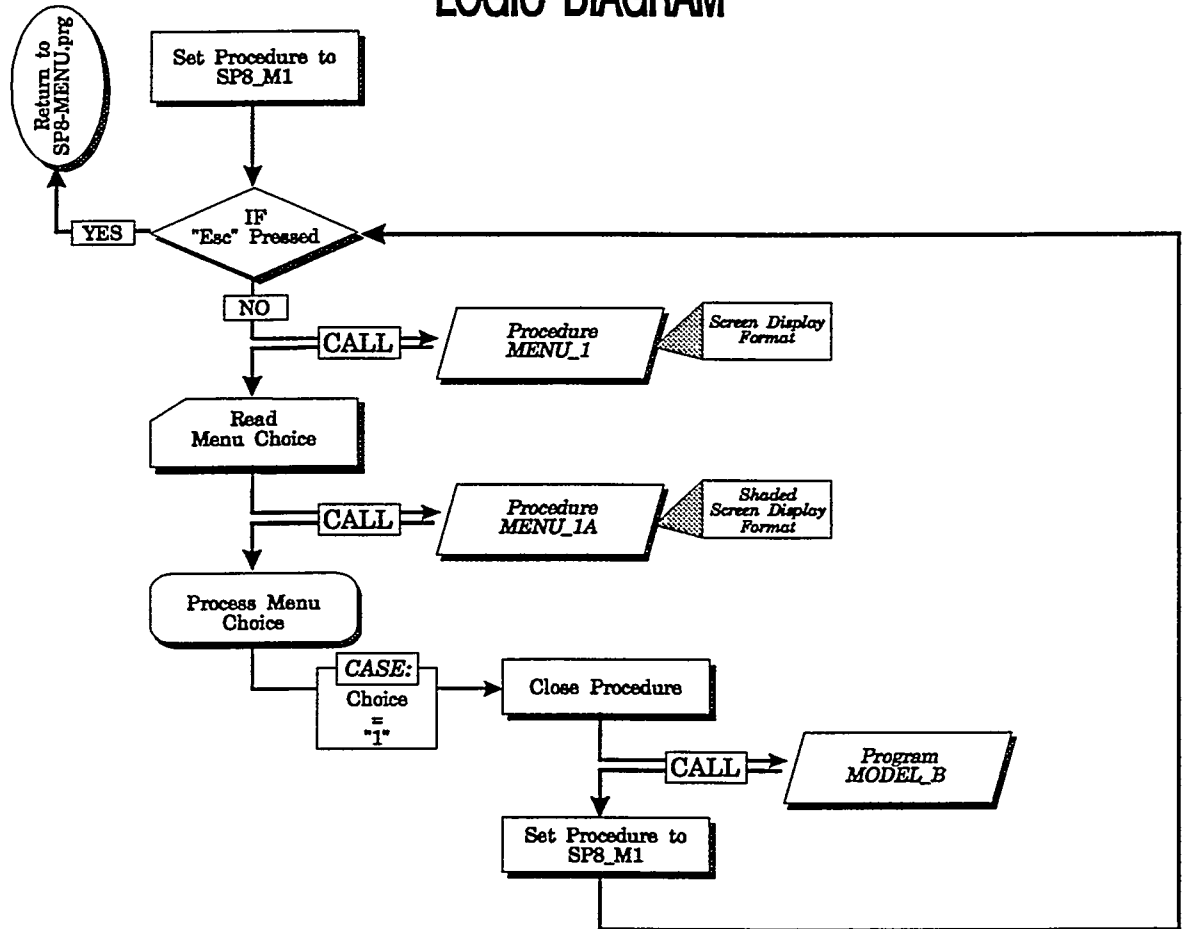 LOGIC DIAGRAM
Return to
SP8-MENU.prg
Set Procedure to
SP8_M1
IF
"Esc" Pressed
YES
NO
CALL
Procedure
MENU_1
Screen Display
Format
Read
Menu Choice
CALL
Procedure
MENU_1A
Shaded
Screen Display
Format
Process Menu
Choice
CASE:
Choice
=
"1"
Close Procedure
CALL
Program
MODEL_B
Set Procedure to
SP8_M1